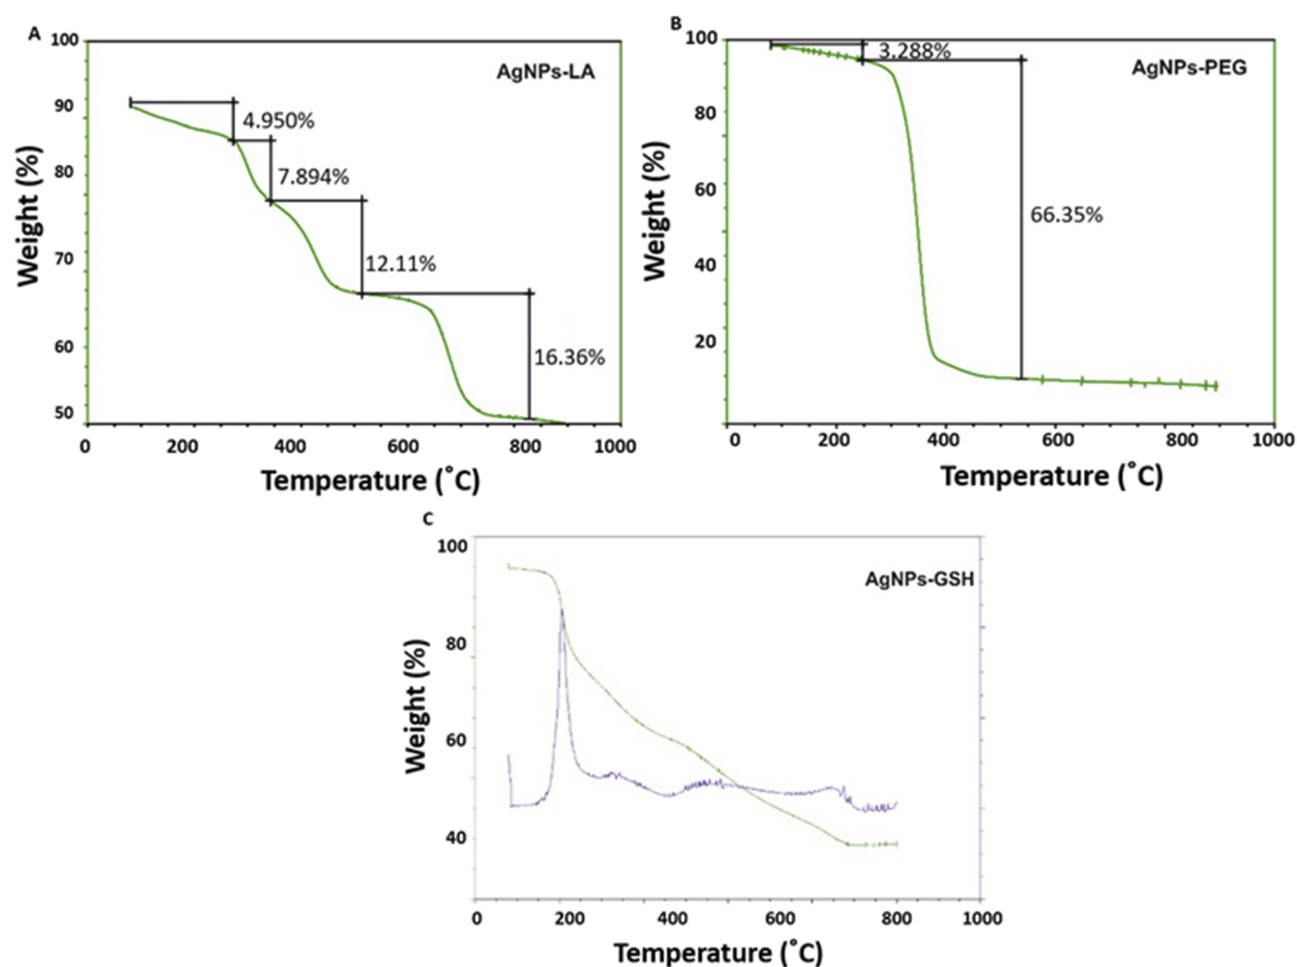 A
AgNPs-LA
100
90
80
70
60
50
Weight (%)
4.950%
7.894%
12.11%
16.36%
0 200 400 600 800 1000
Temperature (˚C)
B
AgNPs-PEG
100
80
60
40
20
Weight (%)
3.288%
66.35%
0 200 400 600 800 1000
Temperature (˚C)
C
AgNPs-GSH
100
80
60
40
Weight (%)
0 200 400 600 800 1000
Temperature (˚C)